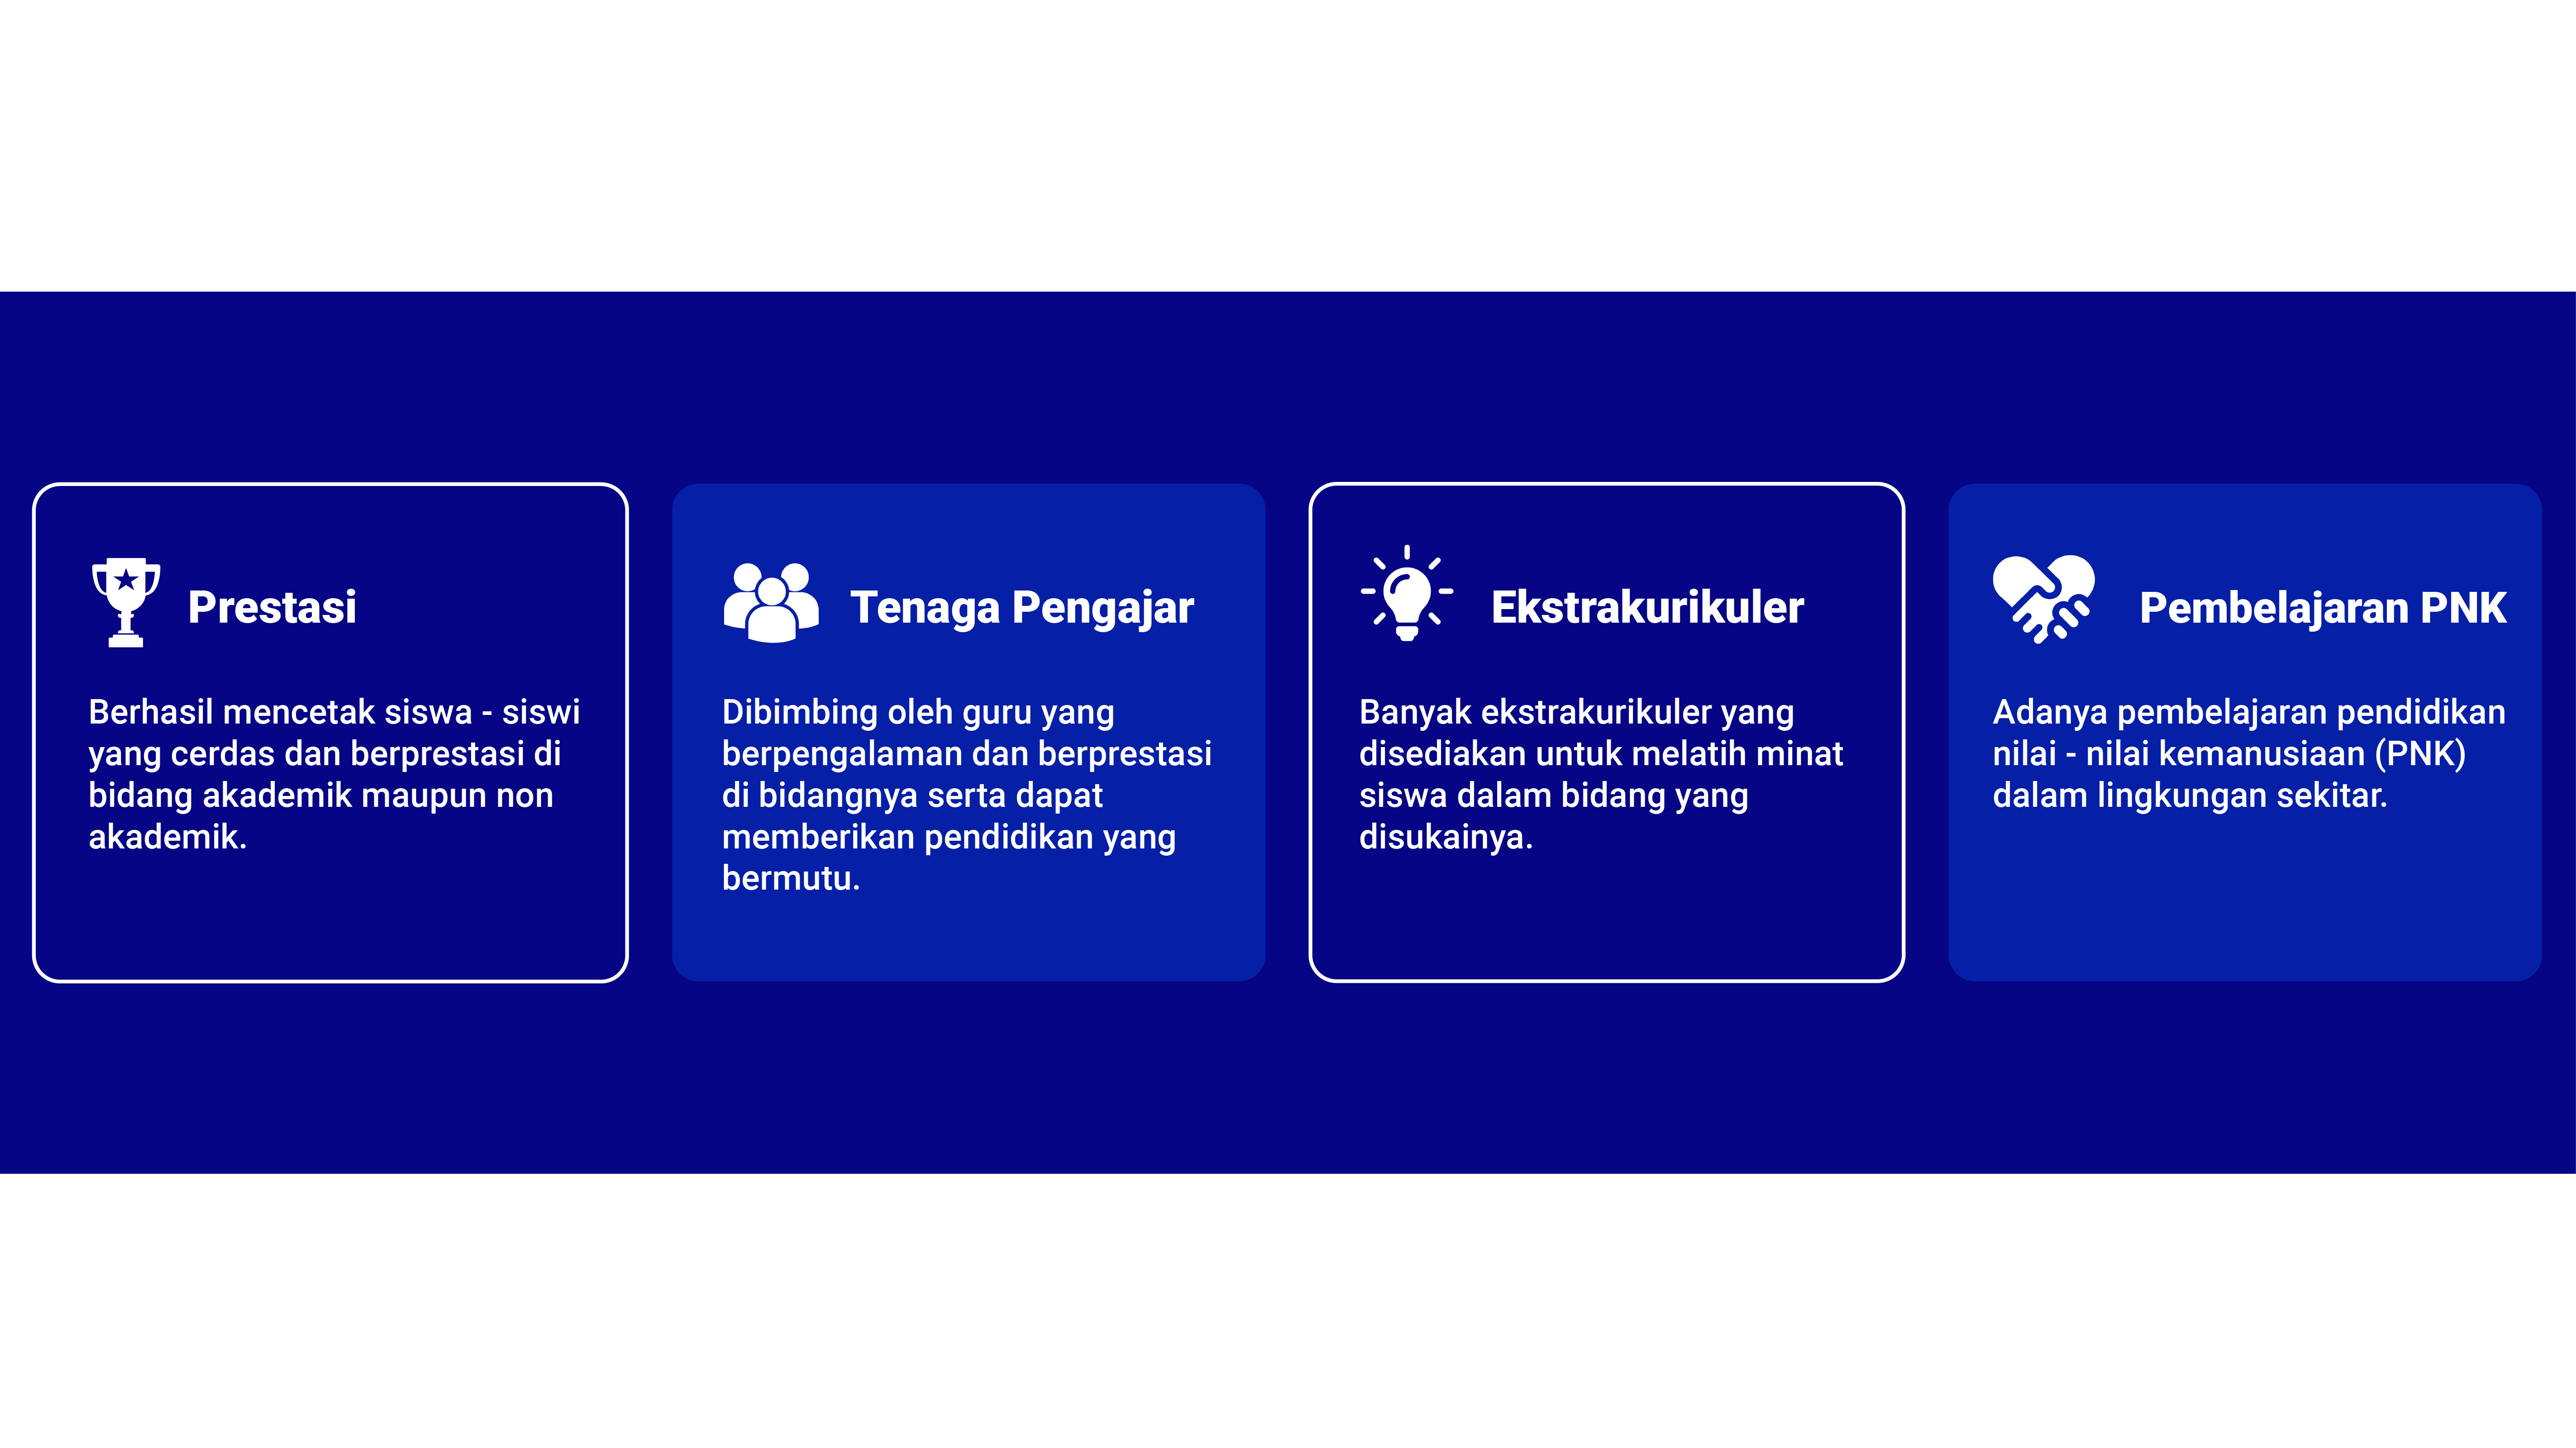 Prestasi
Berhasil mencetak siswa - siswi
yang cerdas dan berprestasi di
bidang akademik maupun non
akademik.
Tenaga Pengajar
Dibimbing oleh guru yang
berpengalaman dan berprestasi
di bidangnya serta dapat
memberikan pendidikan yang
bermutu.
Ekstrakurikuler
Banyak ekstrakurikuler yang
disediakan untuk melatih minat
siswa dalam bidang yang
disukainya.
Pembelajaran PNK
Adanya pembelajaran pendidikan
nilai - nilai kemanusiaan (PNK)
dalam lingkungan sekitar.